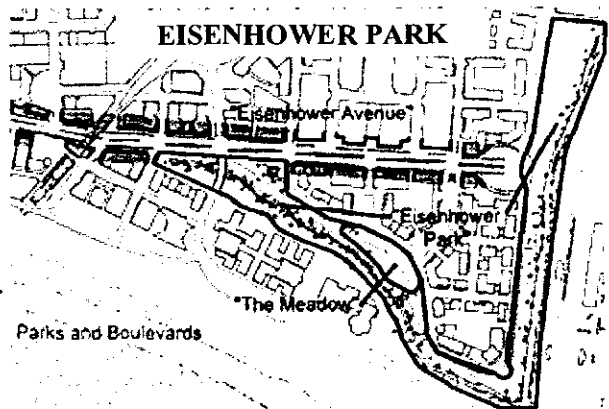 EISENHOWER PARK
"Eisenhower Avenue"
"Eisenhower
Park"
"The Meadow"
Parks and Boulevards